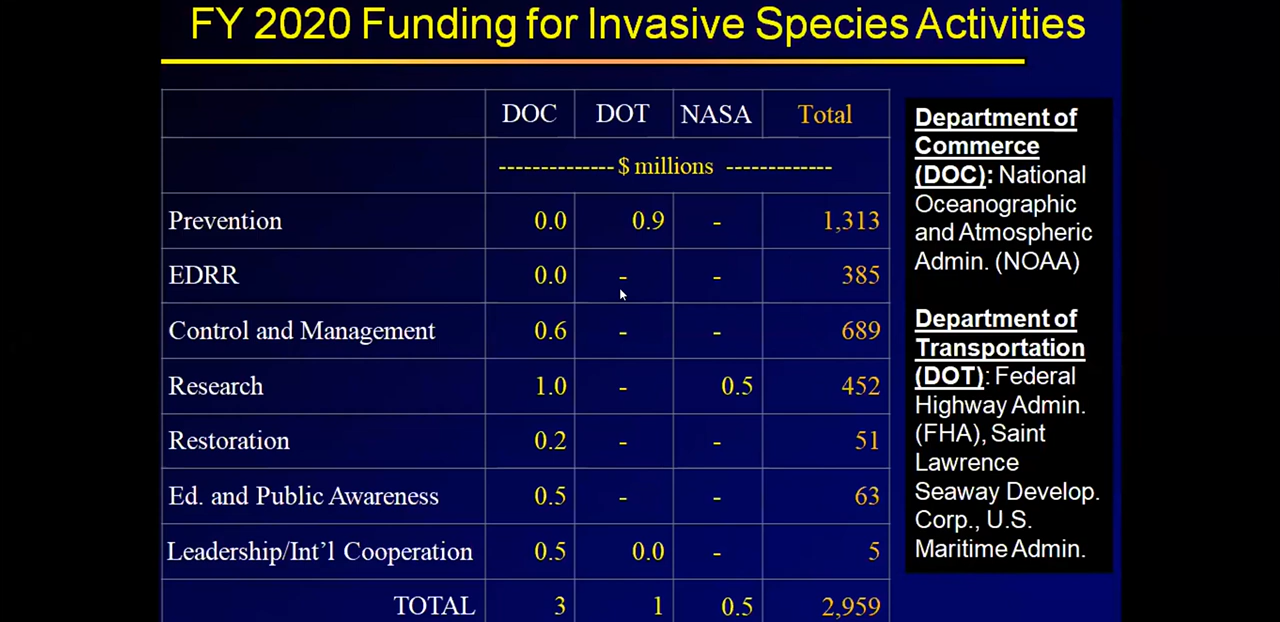 FY 2020 Funding for Invasive Species Activities
DOC DOT NASA Total
-------------- $ millions -------------
Prevention 0.0 0.9 - 1,313
EDRR 0.0 - - 385
Control and Management 0.6 - - 689
Research 1.0 - 0.5 452
Restoration 0.2 - - 51
Ed. and Public Awareness 0.5 - - 63
Leadership/Int’l Cooperation 0.5 0.0 - 5
TOTAL 3 1 0.5 2,959
Department of
Commerce
(DOC): National
Oceanographic
and Atmospheric
Admin. (NOAA)
Department of
Transportation
(DOT): Federal
Highway Admin.
(FHA), Saint
Lawrence
Seaway Develop.
Corp., U.S.
Maritime Admin.